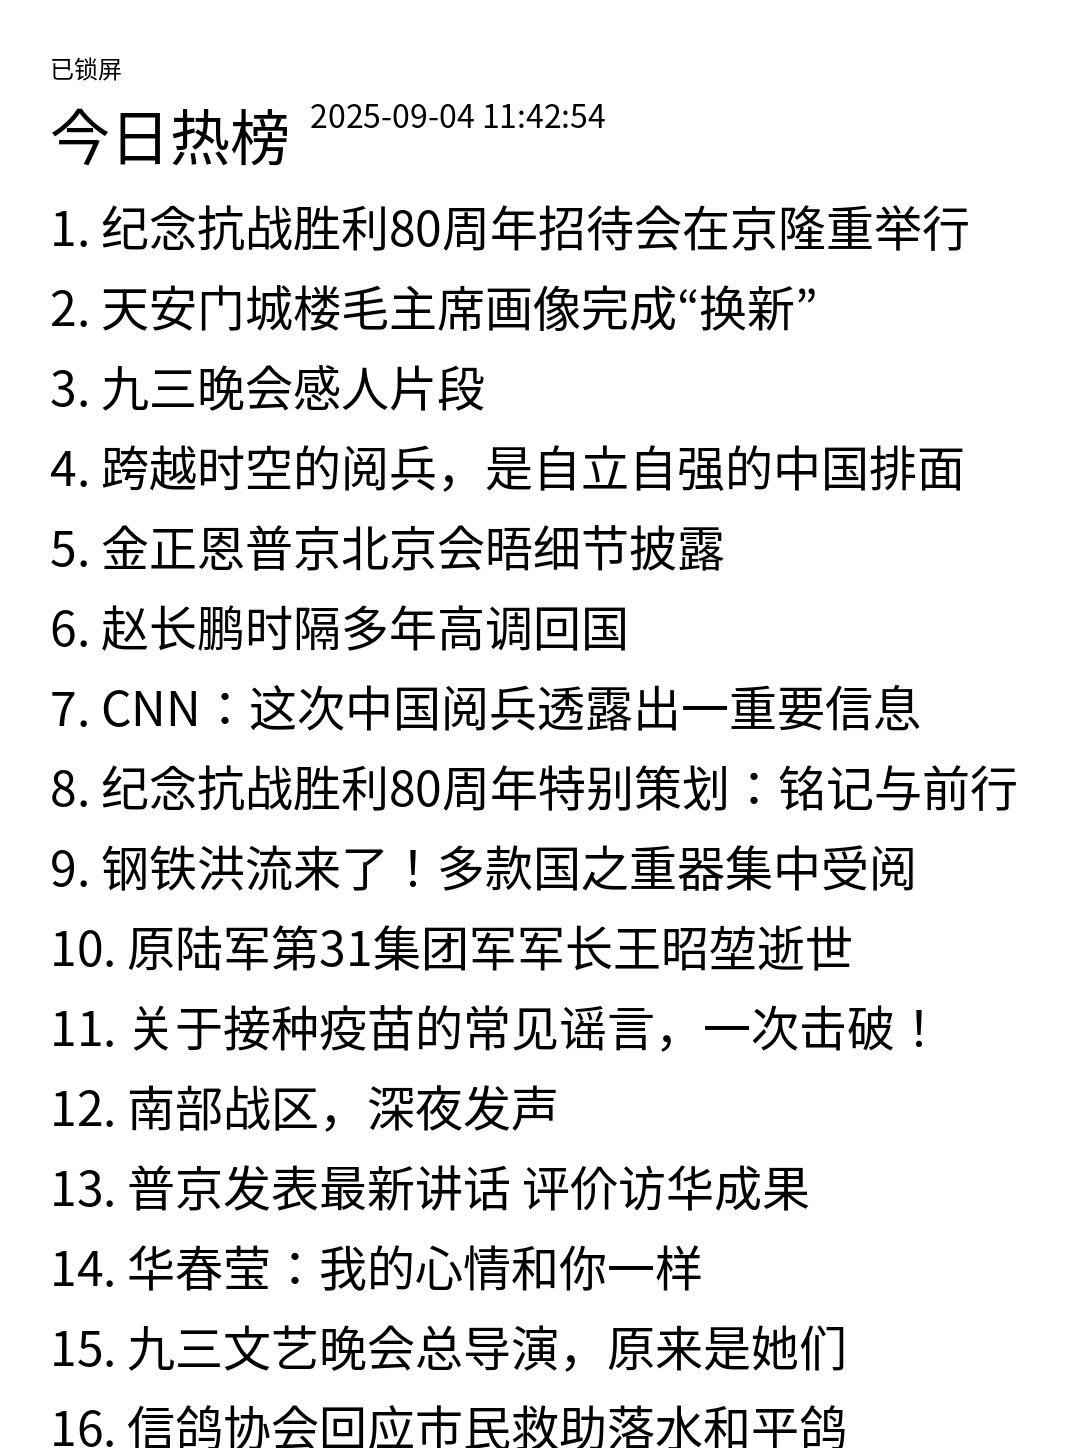 已锁屏
今日热榜 2025-09-04 11:42:54
1. 纪念抗战胜利80周年招待会在京隆重举行
2. 天安门城楼毛主席画像完成“换新”
3. 九三晚会感人片段
4. 跨越时空的阅兵，是自立自强的中国排面
5. 金正恩普京北京会晤细节披露
6. 赵长鹏时隔多年高调回国
7. CNN：这次中国阅兵透露出一重要信息
8. 纪念抗战胜利80周年特别策划：铭记与前行
9. 钢铁洪流来了！多款国之重器集中受阅
10. 原陆军第31集团军军长王昭堃逝世
11. 关于接种疫苗的常见谣言，一次击破！
12. 南部战区，深夜发声
13. 普京发表最新讲话 评价访华成果
14. 华春莹：我的心情和你一样
15. 九三文艺晚会总导演，原来是她们
16. 信鸽协会回应市民救助落水和平鸽